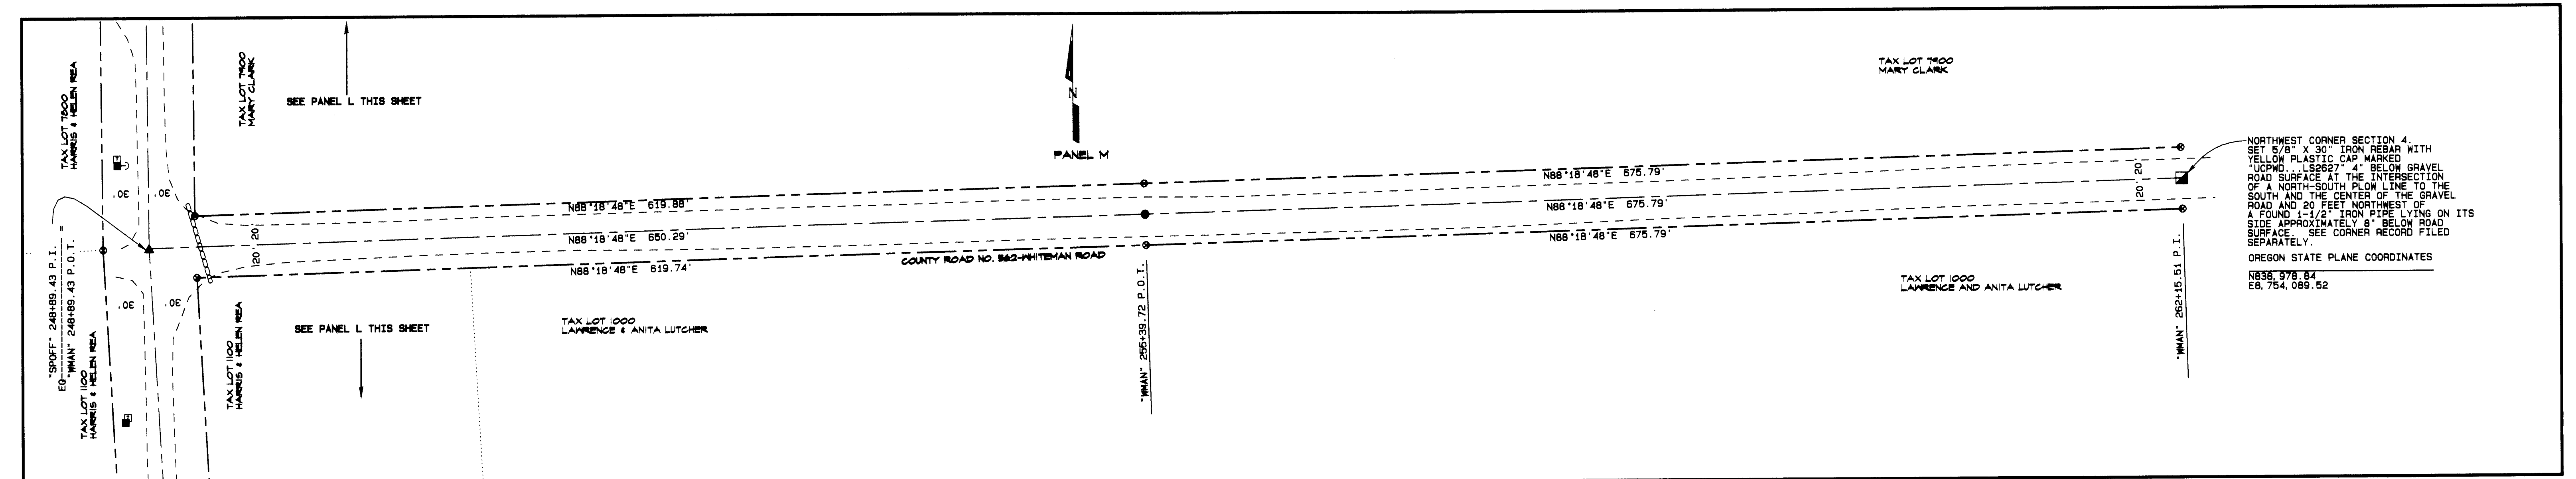 TAX LOT 7800
HARRIS & HELEN REA
TAX LOT 7900
MARY CLARK
SEE PANEL L THIS SHEET
N
PANEL M
TAX LOT 7900
MARY CLARK
NORTHWEST CORNER SECTION 4.
SET 5/8" X 30" IRON REBAR WITH
YELLOW PLASTIC CAP MARKED
"UCPWD...LS2627" 4" BELOW GRAVEL
ROAD SURFACE AT THE INTERSECTION
OF A NORTH-SOUTH PLOW LINE TO THE
SOUTH AND THE CENTER OF THE GRAVEL
ROAD AND 20 FEET NORTHWEST OF
A FOUND 1-1/2" IRON PIPE LYING ON ITS
SIDE APPROXIMATELY 8" BELOW ROAD
SURFACE. SEE CORNER RECORD FILED
SEPARATELY.
OREGON STATE PLANE COORDINATES
N838,978.84
E8,754,089.52
30'
30'
N88°18'48"E 619.88'
N88°18'48"E 675.79'
20'
20'
N88°18'48"E 650.29'
N88°18'48"E 675.79'
20'
20'
N88°18'48"E 619.74'
COUNTY ROAD NO. 562-WHITEMAN ROAD
N88°18'48"E 675.79'
30'
30'
"SPOFF" 248+89.43 P.I.
EQ---------------------- =
"WMAN" 248+89.43 P.O.T.
TAX LOT 1100
HARRIS & HELEN REA
TAX LOT 1100
HARRIS & HELEN REA
SEE PANEL L THIS SHEET
TAX LOT 1000
LAWRENCE & ANITA LUTCHER
"WMAN" 255+39.72 P.O.T.
TAX LOT 1000
LAWRENCE AND ANITA LUTCHER
"WMAN" 262+15.51 P.I.